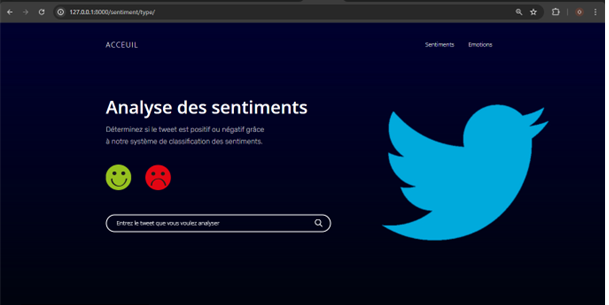 127.0.0.1:8000/sentiment/type/
ACCEUIL
Sentiments
Emotions
Analyse des sentiments
Déterminez si le tweet est positif ou négatif grâce
à notre système de classification des sentiments.
Entrez le tweet que vous voulez analyser